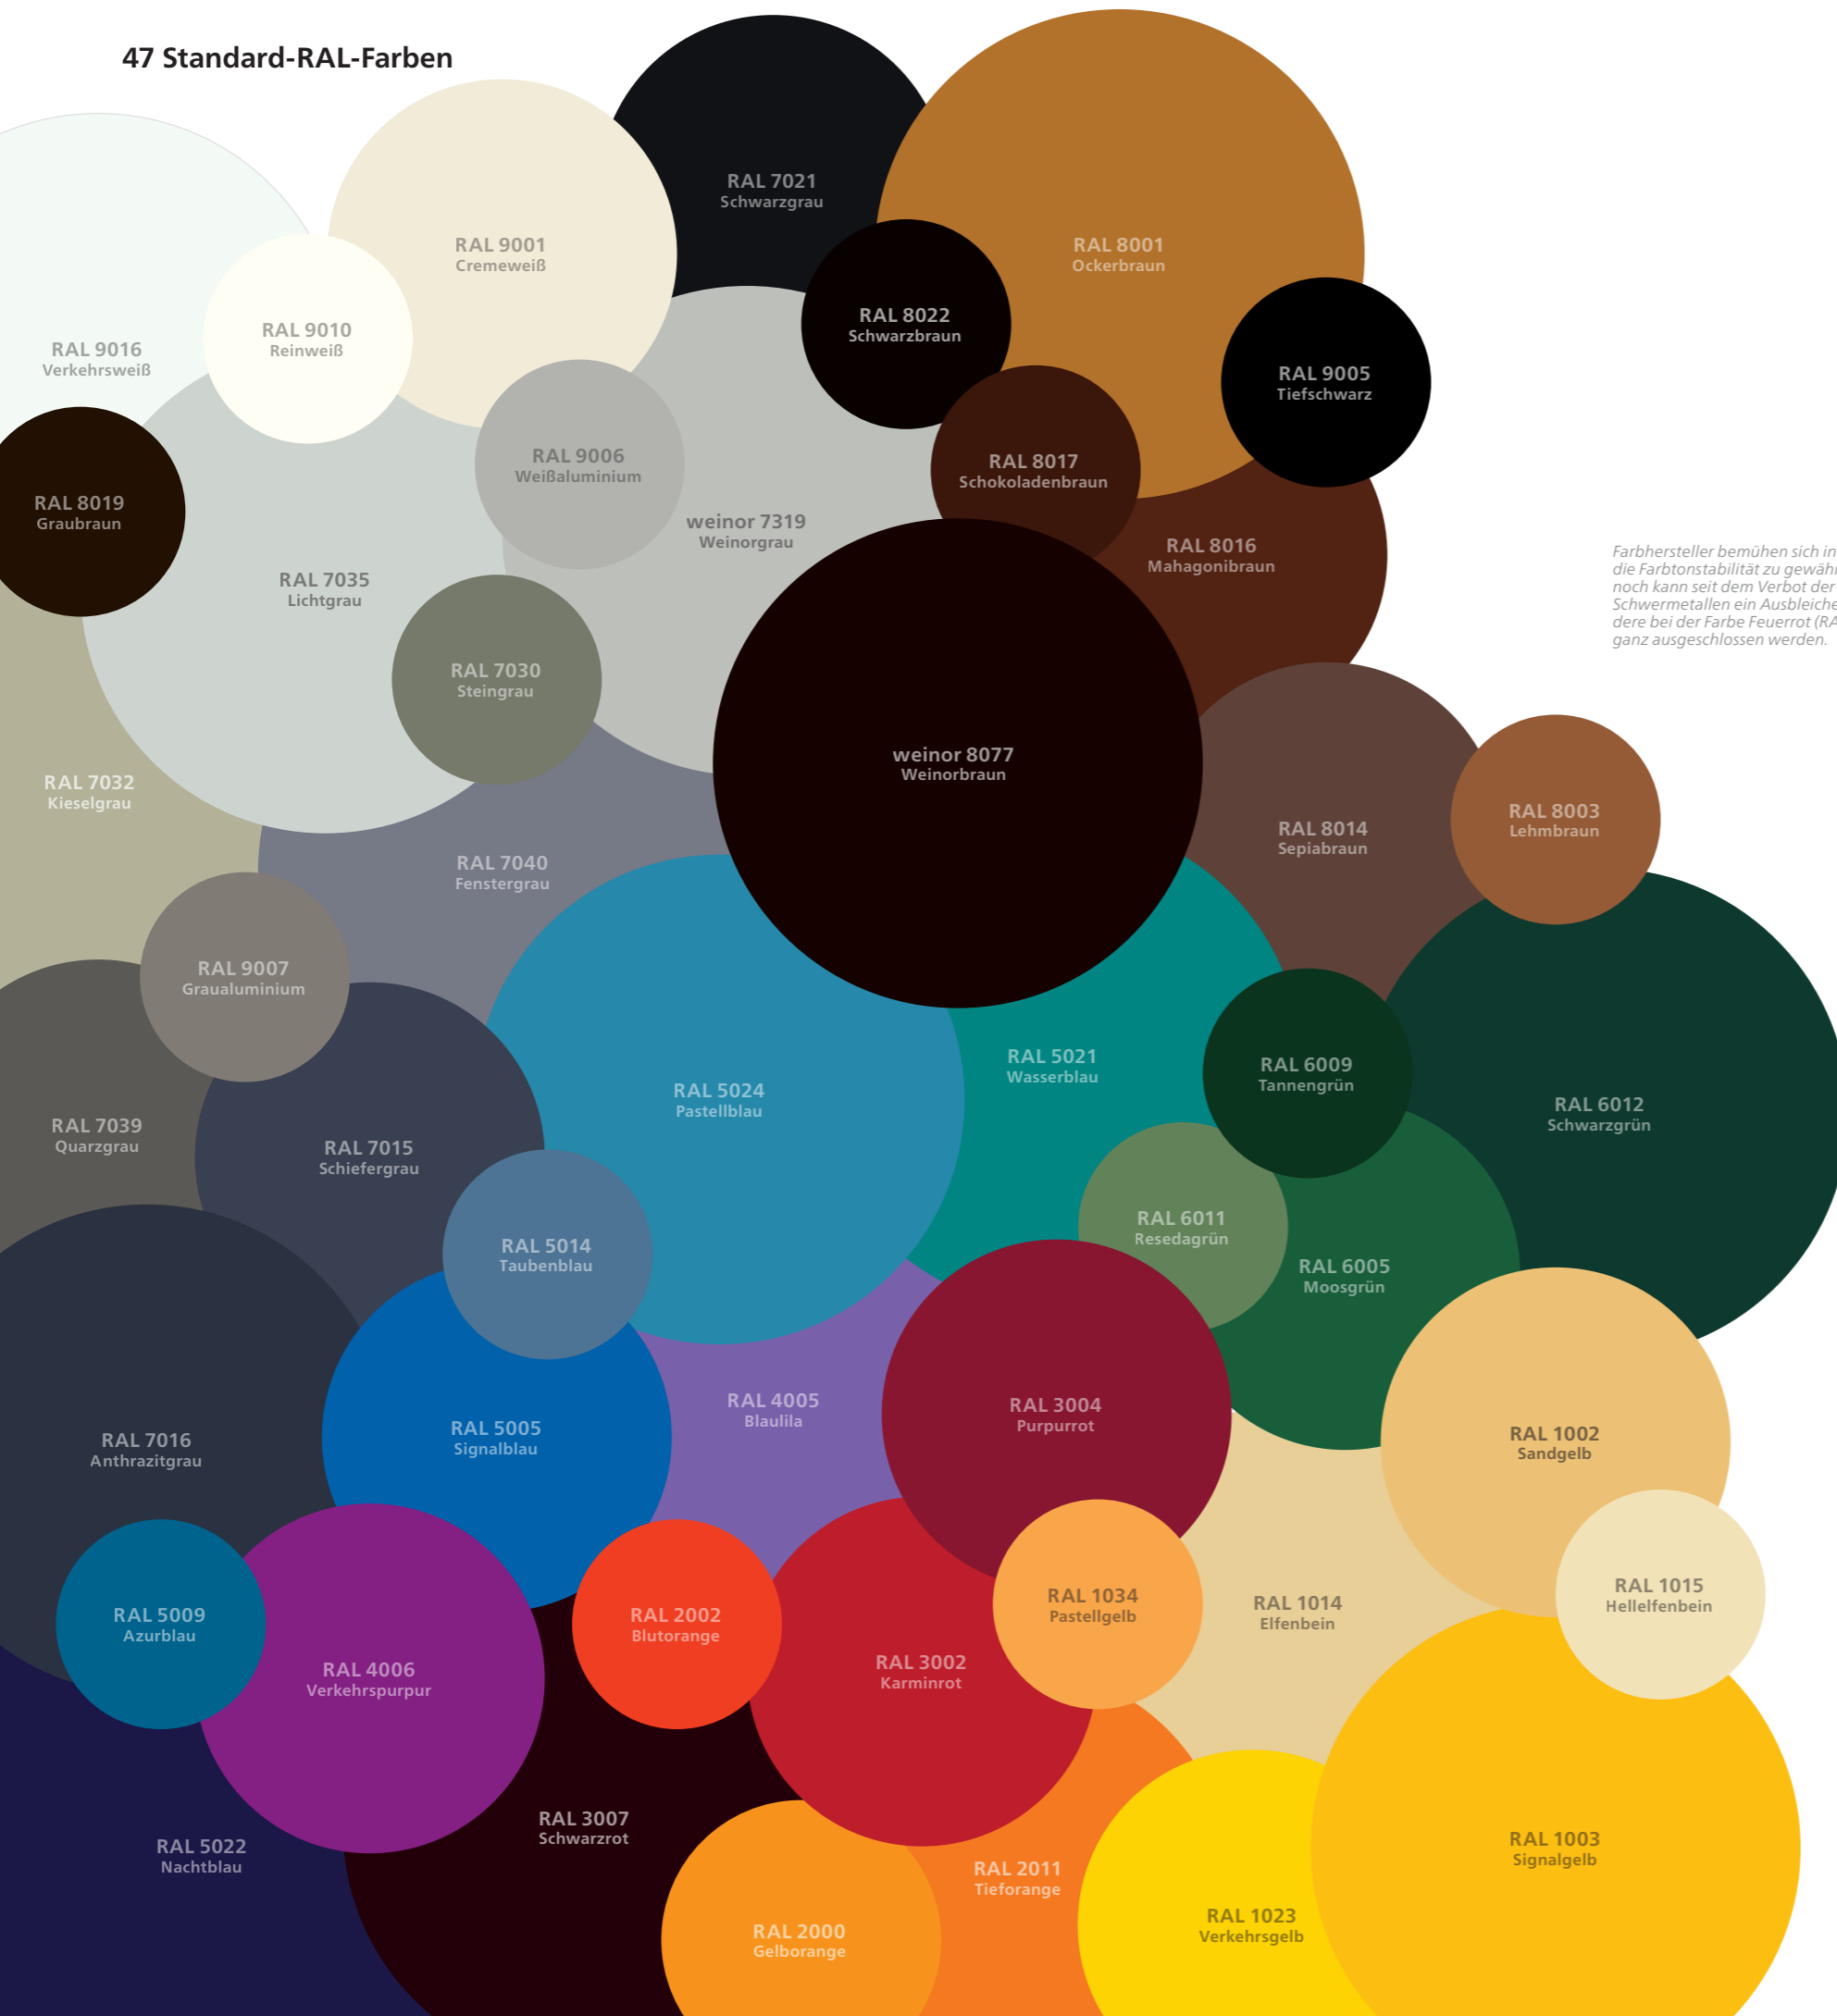 47 Standard-RAL-Farben
RAL 7021
Schwarzgrau
RAL 9001
Cremeweiß
RAL 8001
Ockerbraun
RAL 9010
Reinweiß
RAL 8022
Schwarzbraun
RAL 9016
Verkehrsweiß
RAL 9005
Tiefschwarz
RAL 9006
Weißaluminium
RAL 8017
Schokoladenbraun
RAL 8019
Graubraun
weinor 7319
Weinorgrau
RAL 8016
Mahagonibraun
Farbhersteller bemühen sich in
die Farbtonstabilität zu gewähr
noch kann seit dem Verbot der
Schwermetallen ein Ausbleiche
dere bei der Farbe Feuerrot (RA
ganz ausgeschlossen werden.
RAL 7035
Lichtgrau
RAL 7030
Steingrau
weinor 8077
Weinorbraun
RAL 7032
Kieselgrau
RAL 8003
Lehmbraun
RAL 8014
Sepiabraun
RAL 7040
Fenstergrau
RAL 9007
Graualuminium
RAL 5021
Wasserblau
RAL 6009
Tannengrün
RAL 5024
Pastellblau
RAL 6012
Schwarzgrün
RAL 7039
Quarzgrau
RAL 7015
Schiefergrau
RAL 6011
Resedagrün
RAL 5014
Taubenblau
RAL 6005
Moosgrün
RAL 4005
Blaulila
RAL 3004
Purpurrot
RAL 5005
Signalblau
RAL 1002
Sandgelb
RAL 7016
Anthrazitgrau
RAL 1015
Hellelfenbein
RAL 1034
Pastellgelb
RAL 1014
Elfenbein
RAL 5009
Azurblau
RAL 2002
Blutorange
RAL 3002
Karminrot
RAL 4006
Verkehrspurpur
RAL 3007
Schwarzrot
RAL 1003
Signalgelb
RAL 5022
Nachtblau
RAL 2011
Tieforange
RAL 1023
Verkehrsgelb
RAL 2000
Gelborange